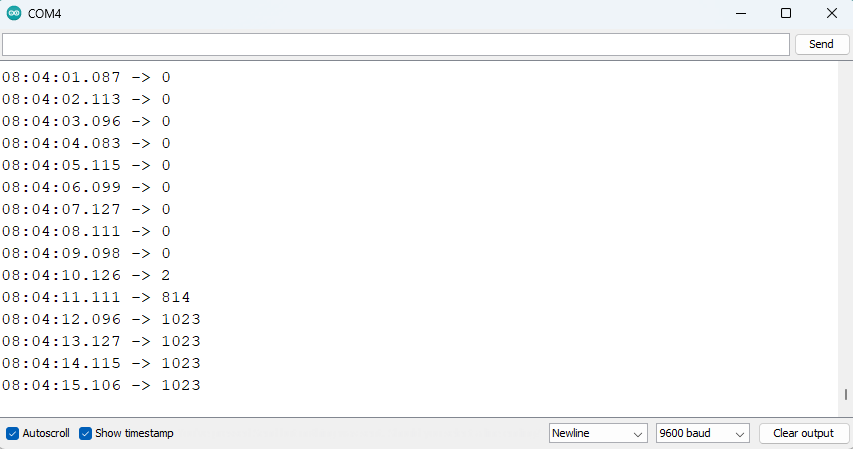 COM4
Send
08:04:01.087 -> 0
08:04:02.113 -> 0
08:04:03.096 -> 0
08:04:04.083 -> 0
08:04:05.115 -> 0
08:04:06.099 -> 0
08:04:07.127 -> 0
08:04:08.111 -> 0
08:04:09.098 -> 0
08:04:10.126 -> 2
08:04:11.111 -> 814
08:04:12.096 -> 1023
08:04:13.127 -> 1023
08:04:14.115 -> 1023
08:04:15.106 -> 1023
Autoscroll Show timestamp Newline 9600 baud Clear output